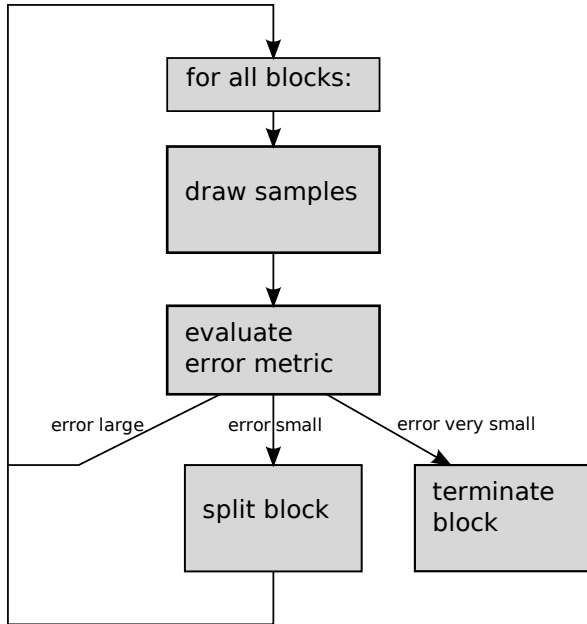 for all blocks:
draw samples
evaluate
error metric
error large
error small
error very small
split block
terminate
block